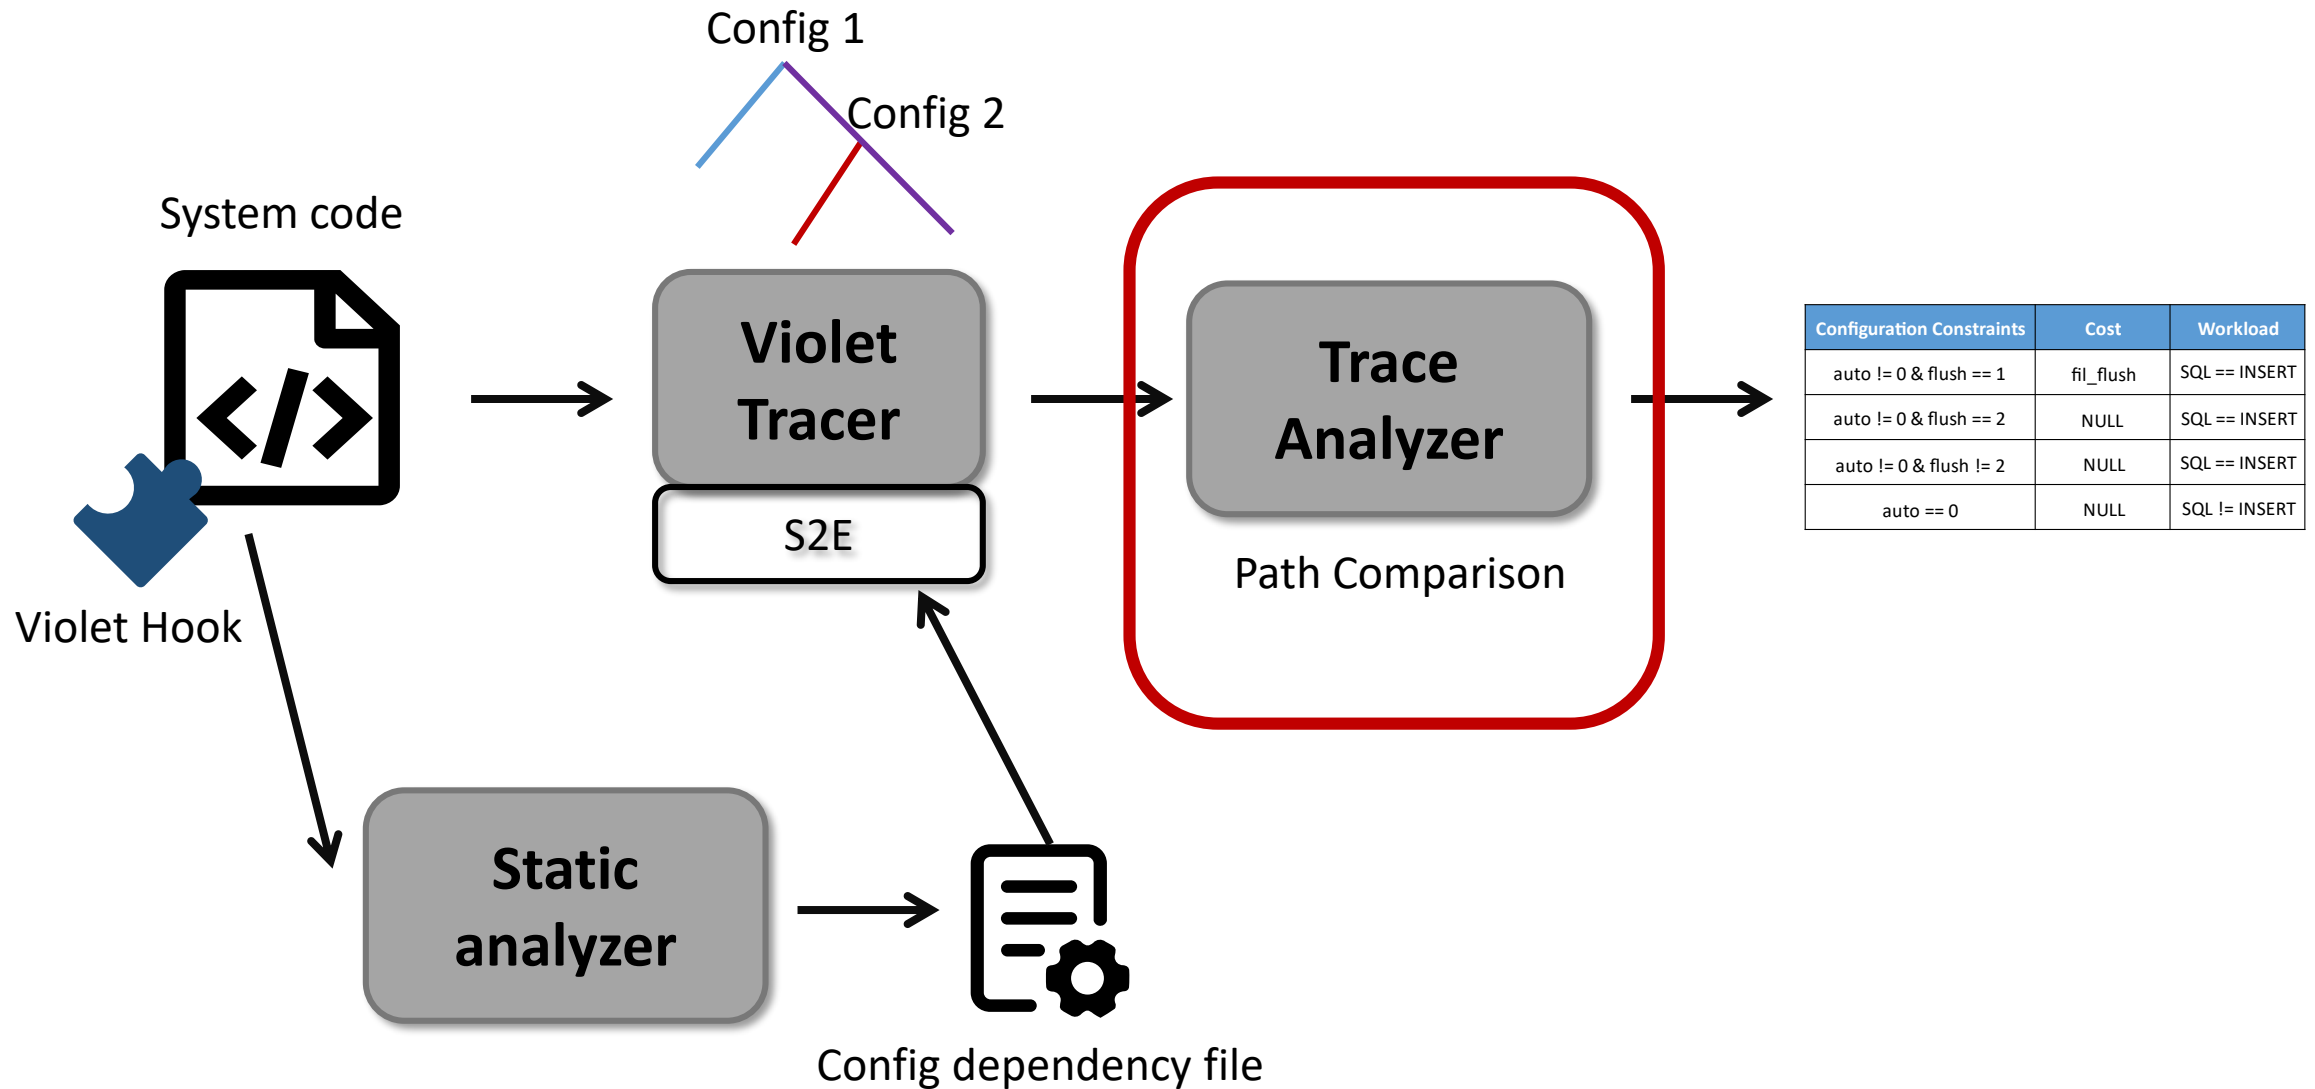 Config 1
Config 2
System code
Violet
Tracer
S2E
Violet Hook
Trace
Analyzer
Path Comparison
Configuration Constraints Cost Workload
auto != 0 & flush == 1 fil_flush SQL == INSERT
auto != 0 & flush == 2 NULL SQL == INSERT
auto != 0 & flush != 2 NULL SQL == INSERT
auto == 0 NULL SQL != INSERT
Static
analyzer
Config dependency file